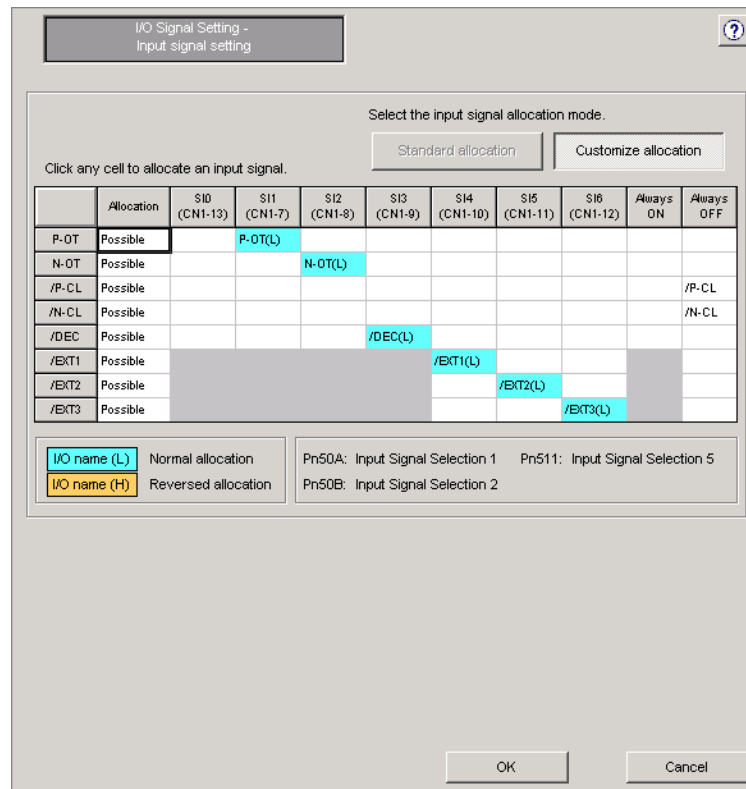 I/O Signal Setting -
Input signal setting
?
Select the input signal allocation mode.
Standard allocation Customize allocation
Click any cell to allocate an input signal.
Allocation SI0 (CN1-13) SI1 (CN1-7) SI2 (CN1-8) SI3 (CN1-9) SI4 (CN1-10) SI5 (CN1-11) SI6 (CN1-12) Always ON Always OFF
P-OT Possible P-OT(L)
N-OT Possible N-OT(L)
/P-CL Possible /P-CL
/N-CL Possible /N-CL
/DEC Possible /DEC(L)
/EXT1 Possible /EXT1(L)
/EXT2 Possible /EXT2(L)
/EXT3 Possible /EXT3(L)
I/O name (L) Normal allocation Pn50A: Input Signal Selection 1 Pn511: Input Signal Selection 5
I/O name (H) Reversed allocation Pn50B: Input Signal Selection 2
OK Cancel